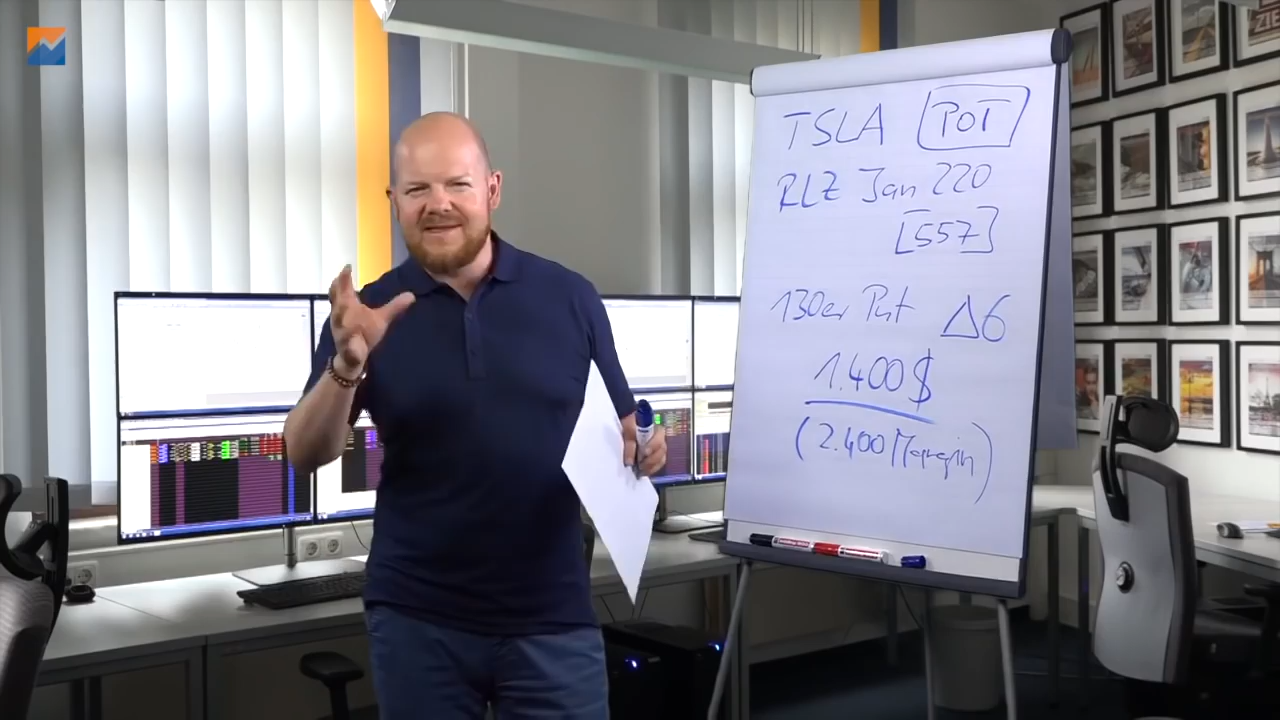 TSLA PoT
RLZ Jan 220
[557]
130er Put Δ6
1.400$
(2.400 Margin)